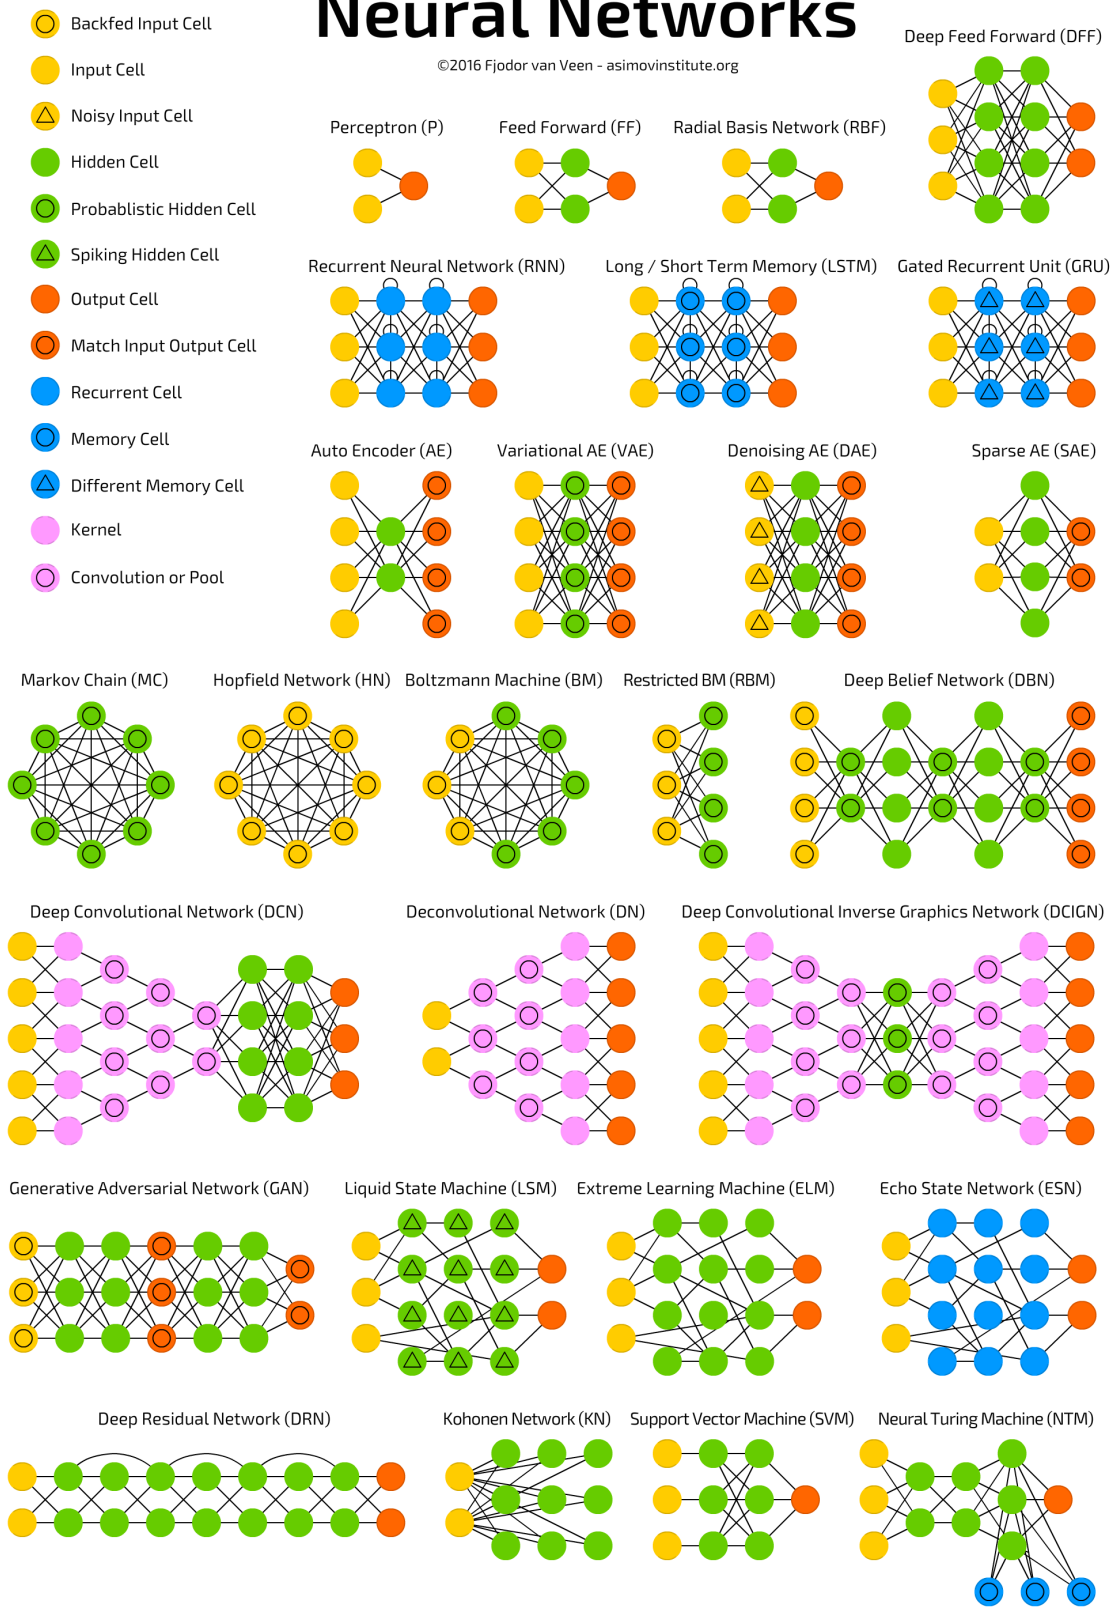 Neural Networks
©2016 Fjodor van Veen - asimovinstitute.org
Backfed Input Cell
Input Cell
Noisy Input Cell
Hidden Cell
Probablistic Hidden Cell
Spiking Hidden Cell
Output Cell
Match Input Output Cell
Recurrent Cell
Memory Cell
Different Memory Cell
Kernel
Convolution or Pool
Deep Feed Forward (DFF)
Perceptron (P)
Feed Forward (FF)
Radial Basis Network (RBF)
Recurrent Neural Network (RNN)
Long / Short Term Memory (LSTM)
Gated Recurrent Unit (GRU)
Auto Encoder (AE)
Variational AE (VAE)
Denoising AE (DAE)
Sparse AE (SAE)
Markov Chain (MC)
Hopfield Network (HN)
Boltzmann Machine (BM)
Restricted BM (RBM)
Deep Belief Network (DBN)
Deep Convolutional Network (DCN)
Deconvolutional Network (DN)
Deep Convolutional Inverse Graphics Network (DCIGN)
Generative Adversarial Network (GAN)
Liquid State Machine (LSM)
Extreme Learning Machine (ELM)
Echo State Network (ESN)
Deep Residual Network (DRN)
Kohonen Network (KN)
Support Vector Machine (SVM)
Neural Turing Machine (NTM)